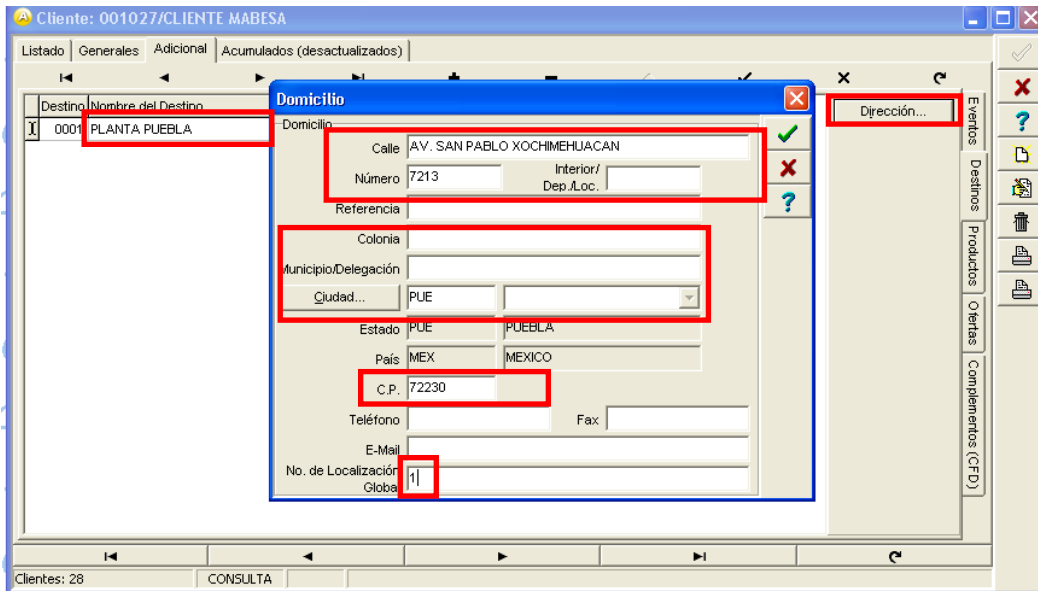 Cliente: 001027/CLIENTE MABESA
Listado Generales Adicional Acumulados (desactualizados)
Destino Nombre del Destino
0001 PLANTA PUEBLA
Dirección...
Domicilio
Domicilio
Calle AV. SAN PABLO XOCHIMEHUACAN
Número 7213 Interior/
Dep./Loc.
Referencia
Colonia
Municipio/Delegación
Ciudad... PUE
Estado PUE PUEBLA
País MEX MEXICO
C.P. 72230
Teléfono Fax
E-Mail
No. de Localización
Global 1
Eventos
Destinos
Productos
Ofertas
Complementos (CFD)
Clientes: 28 CONSULTA